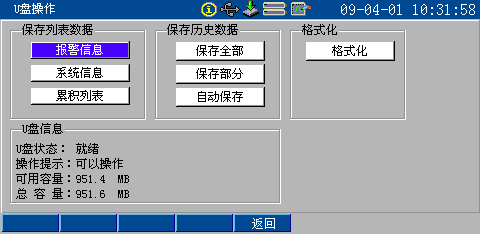 U盘操作 09-04-01 10:31:58
保存列表数据 保存历史数据 格式化
报警信息 保存全部 格式化
系统信息 保存部分
累积列表 自动保存
U盘信息
U盘状态： 就绪
操作提示：可以操作
可用容量：951.4 MB
总 容 量：951.6 MB
返回